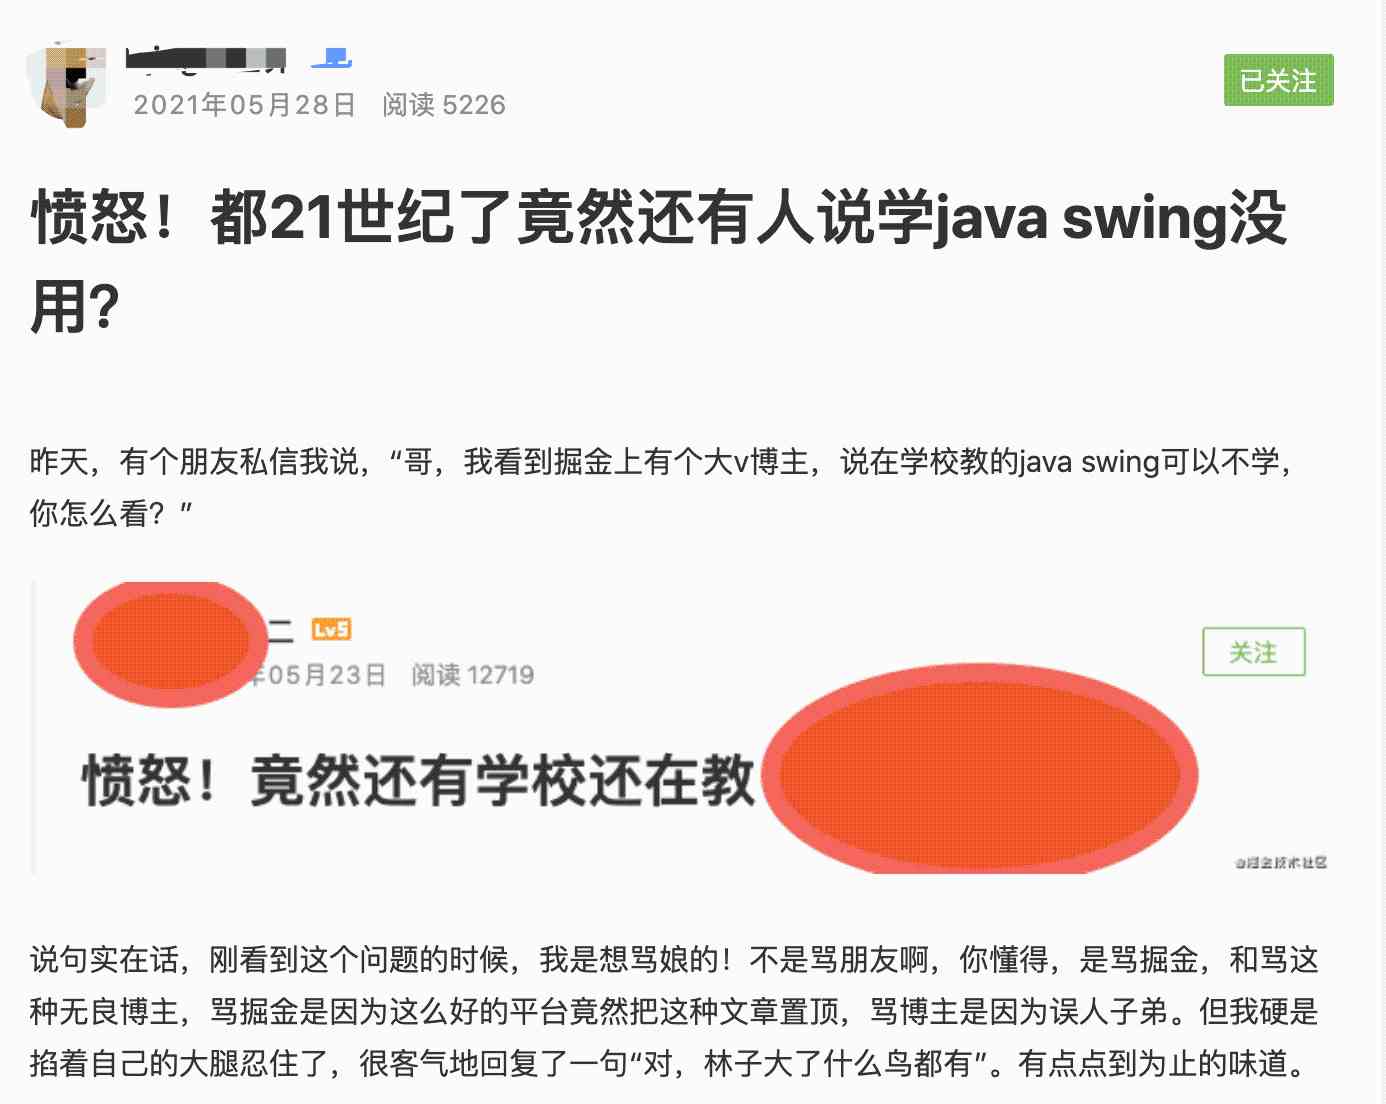 2021年05月28日 阅读 5226
已关注
愤怒！都21世纪了竟然还有人说学java swing没
用?
昨天，有个朋友私信我说，“哥，我看到掘金上有个大v博主，说在学校教的java swing可以不学，
你怎么看？”
二 Lv5
年05月23日 阅读 12719
关注
愤怒！竟然还有学校还在教
@掘金技术社区
说句实在话，刚看到这个问题的时候，我是想骂娘的！不是骂朋友啊，你懂得，是骂掘金，和骂这
种无良博主，骂掘金是因为这么好的平台竟然把这种文章置顶，骂博主是因为误人子弟。但我硬是
掐着自己的大腿忍住了，很客气地回复了一句“对，林子大了什么鸟都有”。有点点到为止的味道。